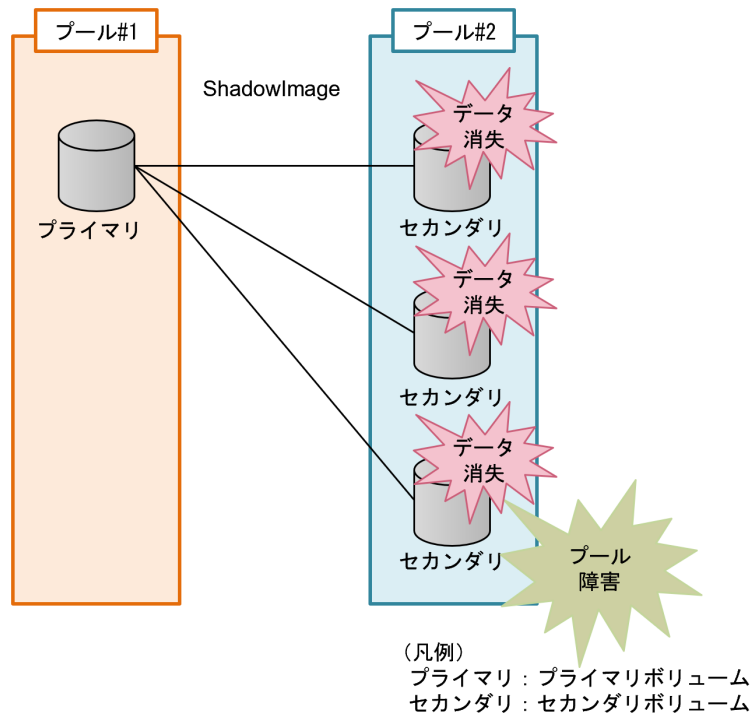 プール#1
プール#2
ShadowImage
データ
消失
プライマリ
セカンダリ
データ
消失
セカンダリ
データ
消失
セカンダリ
プール
障害
（凡例）
プライマリ：プライマリボリューム
セカンダリ：セカンダリボリューム